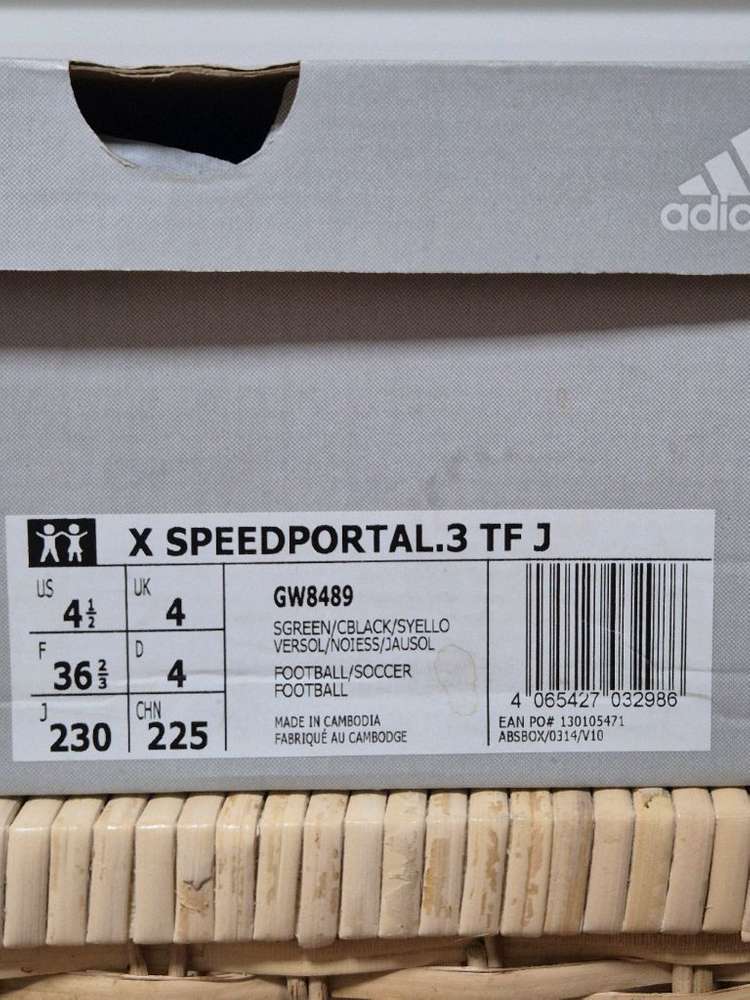 adidas
X SPEEDPORTAL.3 TF J
US 4½ UK 4
F 36⅔ D 4
J 230 CHN 225
GW8489
SGREEN/CBLACK/SYELLO
VERSOL/NOIESS/JAUSOL
FOOTBALL/SOCCER
FOOTBALL
MADE IN CAMBODIA
FABRIQUÉ AU CAMBODGE
4 065427 032986
EAN PO# 130105471
ABSBOX/0314/V10